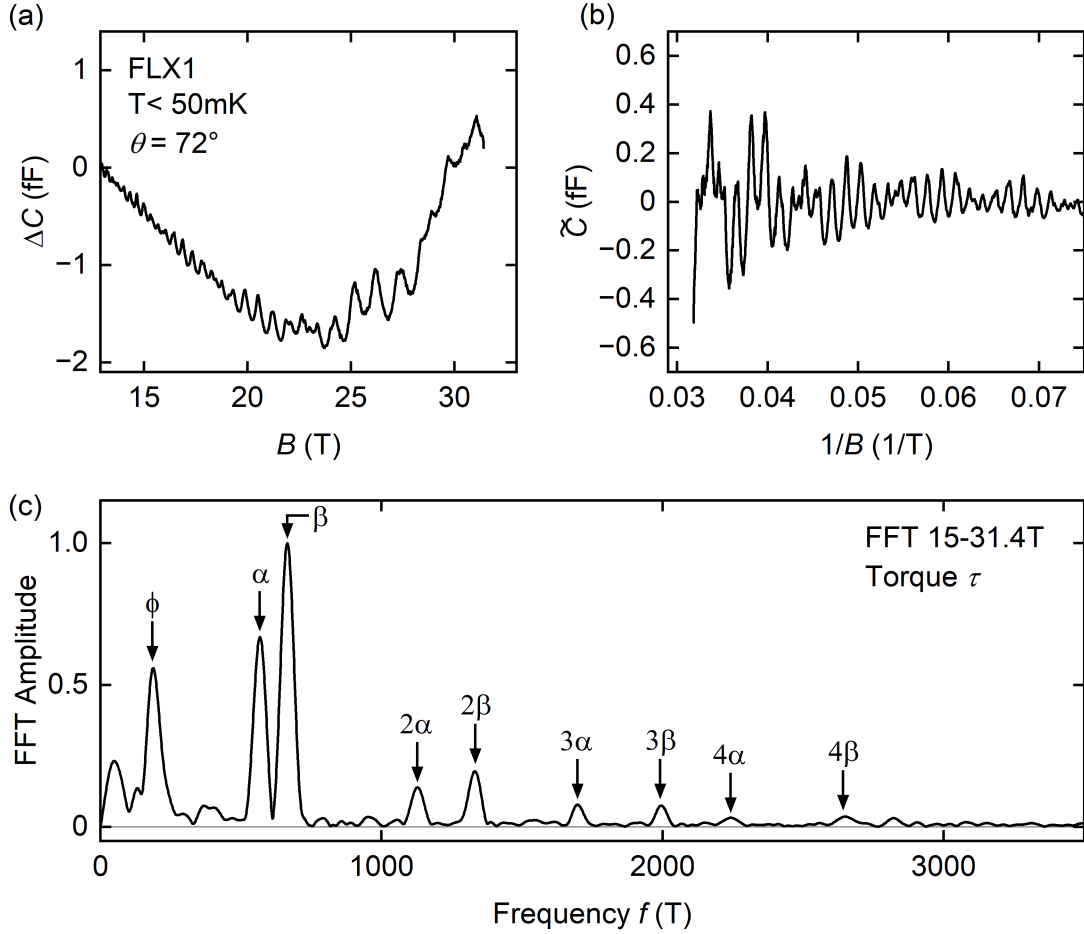 (a)
FLX1
T< 50mK
θ = 72°
ΔC (fF)
1
0
−1
−2
15
20
25
30
B (T)
(b)
C̃ (fF)
0.6
0.4
0.2
0
−0.2
−0.4
−0.6
0.03
0.04
0.05
0.06
0.07
1/B (1/T)
(c)
FFT 15-31.4T
Torque τ
FFT Amplitude
1.0
0.5
0
ϕ
α
β
2α
2β
3α
3β
4α
4β
0
1000
2000
3000
Frequency f (T)